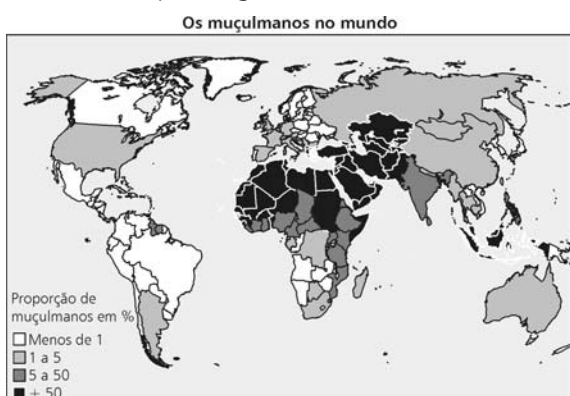 Os muçulmanos no mundo
Proporção de
muçulmanos em %
Menos de 1
1 a 5
5 a 50
+ 50